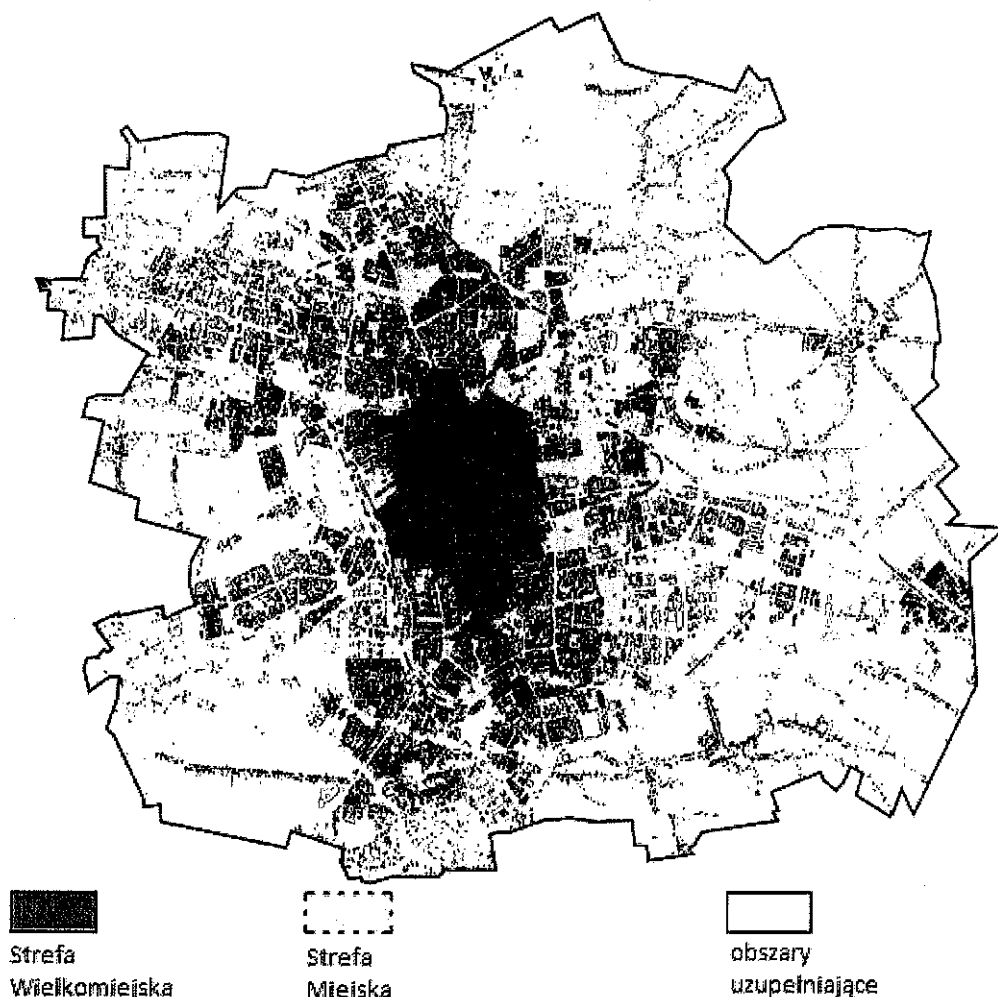 Strefa
Wielkomiejska
Strefa
Miejska
obszary
uzupełniające